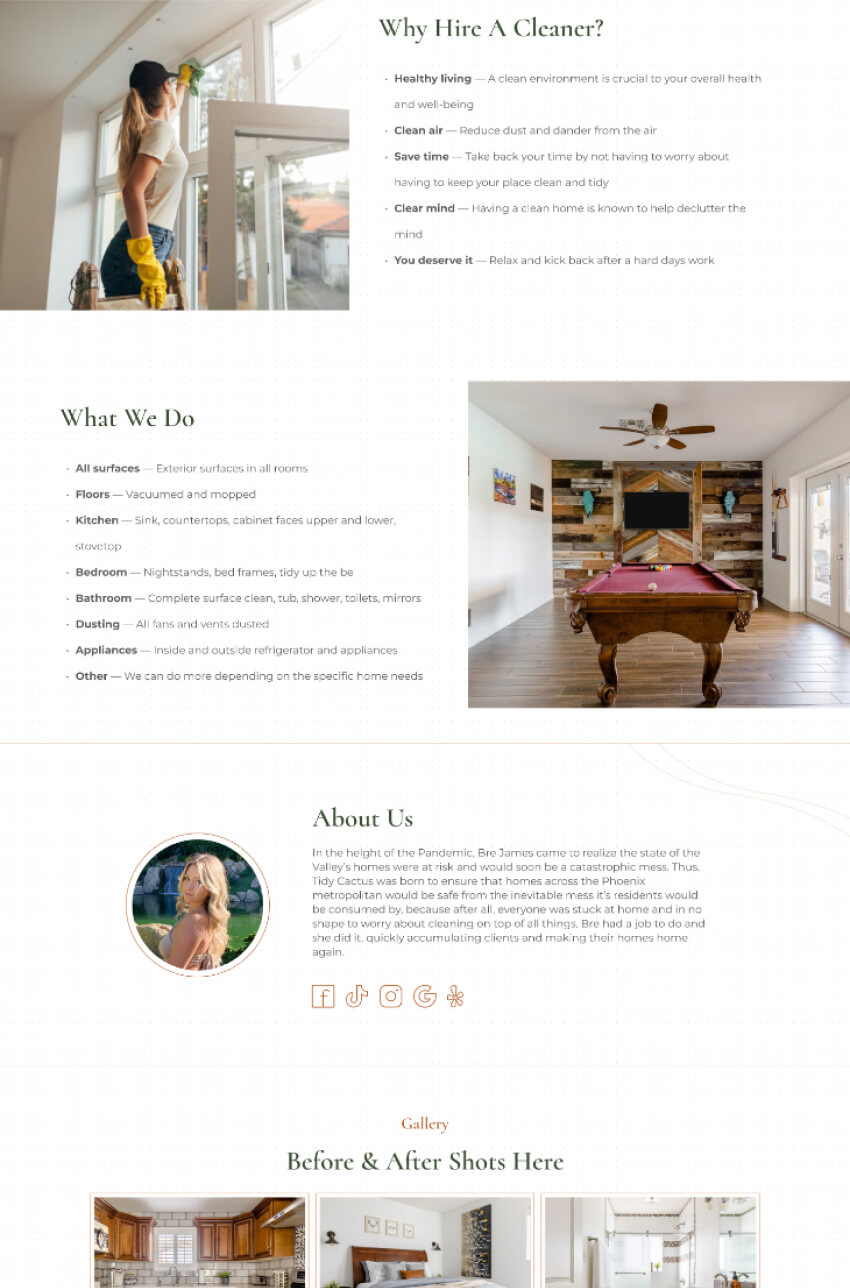 Why Hire A Cleaner?
• Healthy living — A clean environment is crucial to your overall health
and well-being
• Clean air — Reduce dust and dander from the air
• Save time — Take back your time by not having to worry about
having to keep your place clean and tidy
• Clear mind — Having a clean home is known to help declutter the
mind
• You deserve it — Relax and kick back after a hard days work
What We Do
• All surfaces — Exterior surfaces in all rooms
• Floors — Vacuumed and mopped
• Kitchen — Sink, countertops, cabinet faces upper and lower,
stovetop
• Bedroom — Nightstands, bed frames, tidy up the be
• Bathroom — Complete surface clean, tub, shower, toilets, mirrors
• Dusting — All fans and vents dusted
• Appliances — Inside and outside refrigerator and appliances
• Other — We can do more depending on the specific home needs
About Us
In the height of the Pandemic, Bre James came to realize the state of the
Valley's homes were at risk and would soon be a catastrophic mess. Thus,
Tidy Cactus was born to ensure that homes across the Phoenix
metropolitan would be safe from the inevitable mess it's residents would
be consumed by, because after all, everyone was stuck at home and in no
shape to worry about cleaning on top of all things. Bre had a job to do and
she did it, quickly accumulating clients and making their homes home
again.
Gallery
Before & After Shots Here